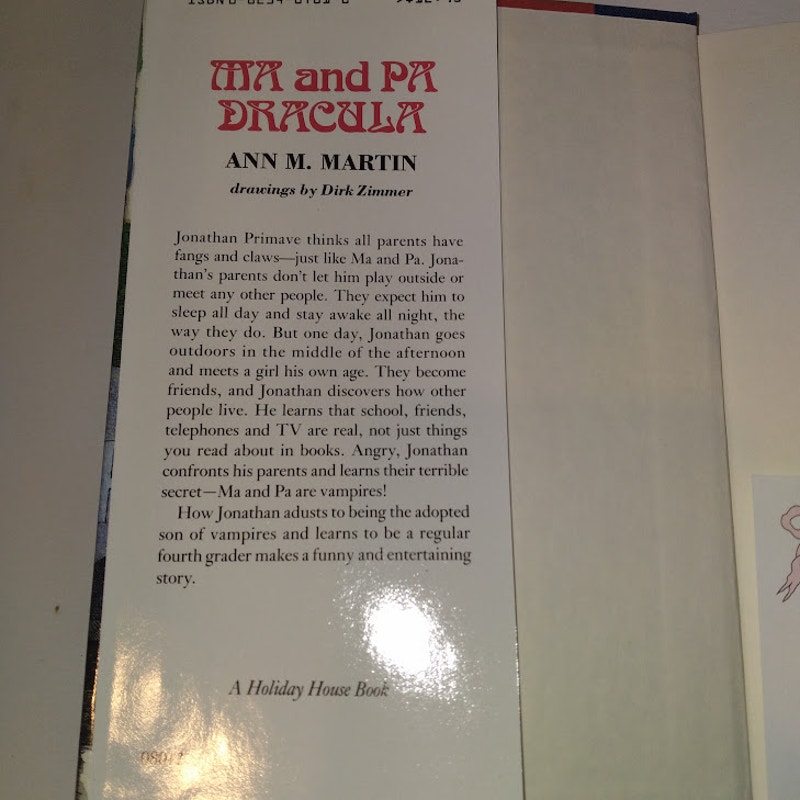 MA and PA
DRACULA
ANN M. MARTIN
drawings by Dirk Zimmer
Jonathan Primave thinks all parents have
fangs and claws—just like Ma and Pa. Jona-
than's parents don't let him play outside or
meet any other people. They expect him to
sleep all day and stay awake all night, the
way they do. But one day, Jonathan goes
outdoors in the middle of the afternoon
and meets a girl his own age. They become
friends, and Jonathan discovers how other
people live. He learns that school, friends,
telephones and TV are real, not just things
you read about in books. Angry, Jonathan
confronts his parents and learns their terrible
secret—Ma and Pa are vampires!
How Jonathan adusts to being the adopted
son of vampires and learns to be a regular
fourth grader makes a funny and entertaining
story.
A Holiday House Book